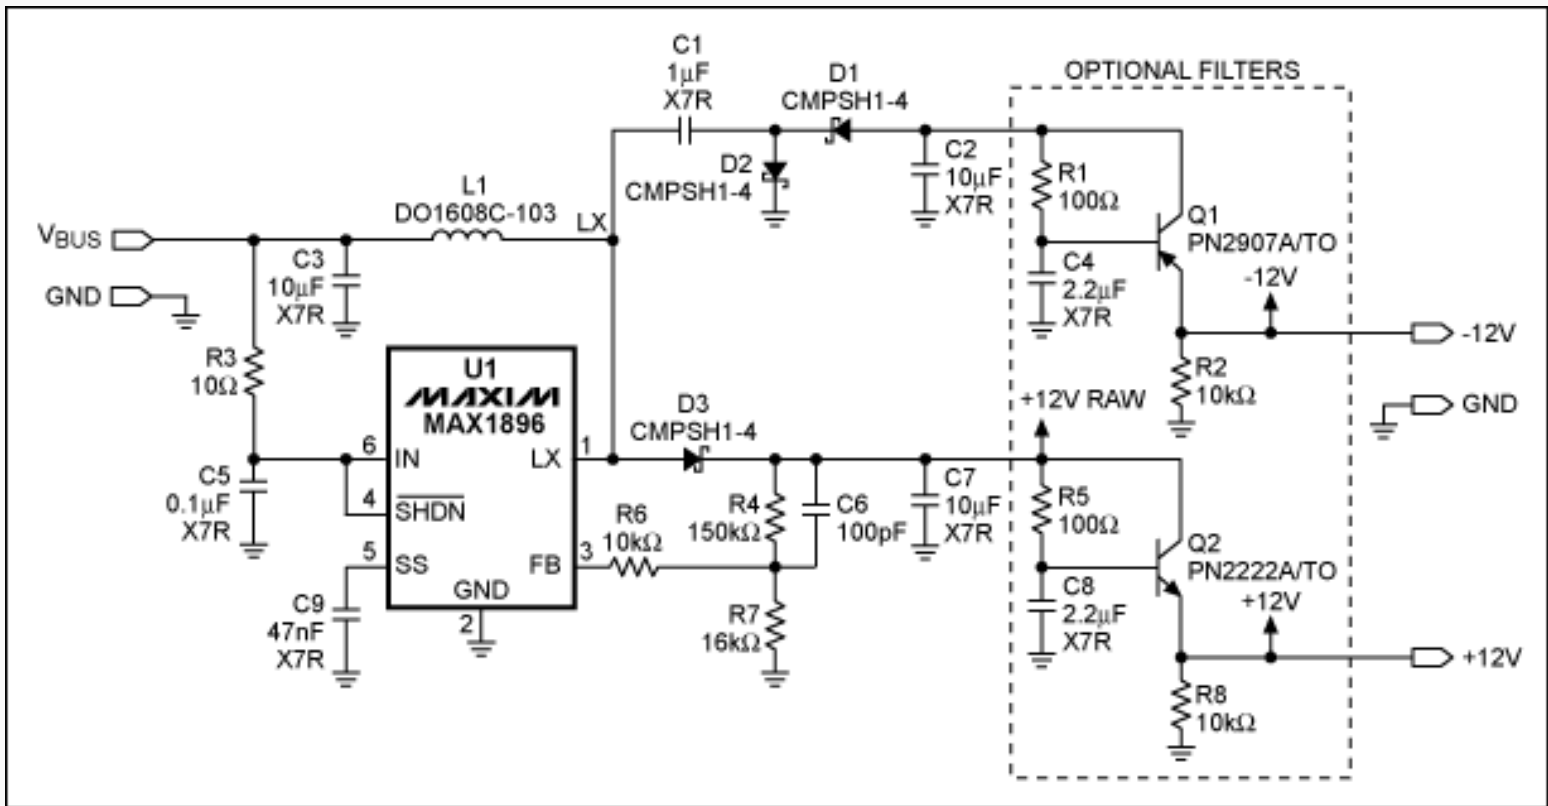 C1
1µF
X7R
D1
CMPSH1-4
OPTIONAL FILTERS
D2
CMPSH1-4
C2
10µF
X7R
R1
100Ω
L1
DO1608C-103
LX
VBUS
C3
10µF
X7R
Q1
PN2907A/TO
C4
2.2µF
X7R
-12V
GND
-12V
R3
10Ω
U1
MAXIM
MAX1896
R2
10kΩ
+12V RAW
GND
D3
CMPSH1-4
6
IN
LX
1
C5
0.1µF
X7R
4
SHDN
R6
10kΩ
R4
150kΩ
C6
100pF
C7
10µF
X7R
R5
100Ω
Q2
PN2222A/TO
5
SS
FB
3
GND
2
C9
47nF
X7R
R7
16kΩ
C8
2.2µF
X7R
+12V
+12V
R8
10kΩ